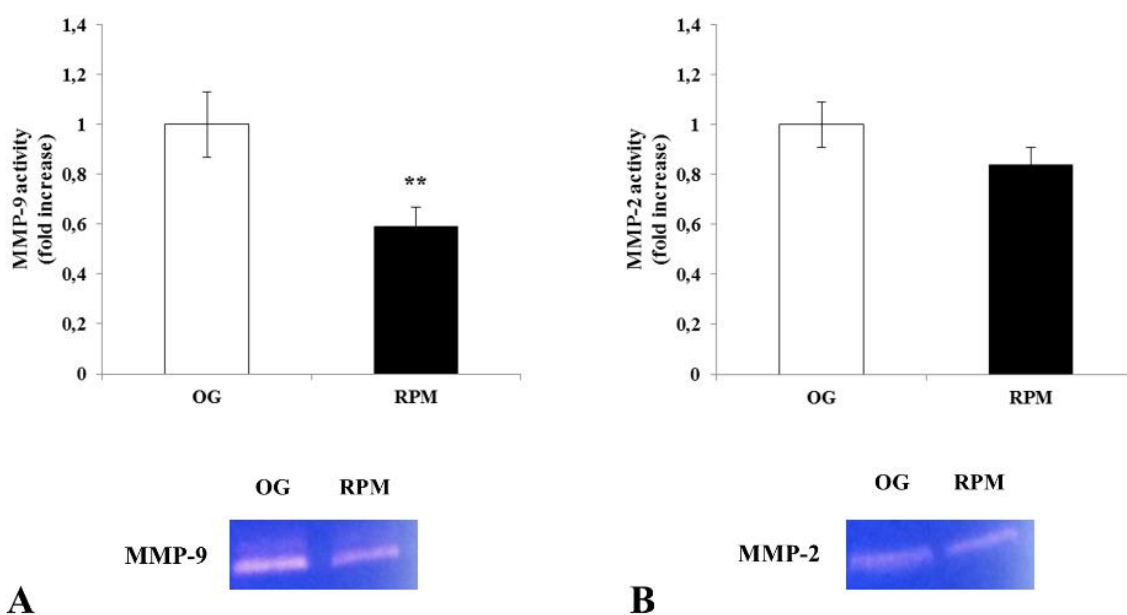 1,4
1,2
1
0,8
0,6
0,4
0,2
0
MMP-9 activity
(fold increase)
**
OG RPM
1,4
1,2
1
0,8
0,6
0,4
0,2
0
MMP-2 activity
(fold increase)
OG RPM
OG RPM
MMP-9
A
OG RPM
MMP-2
B